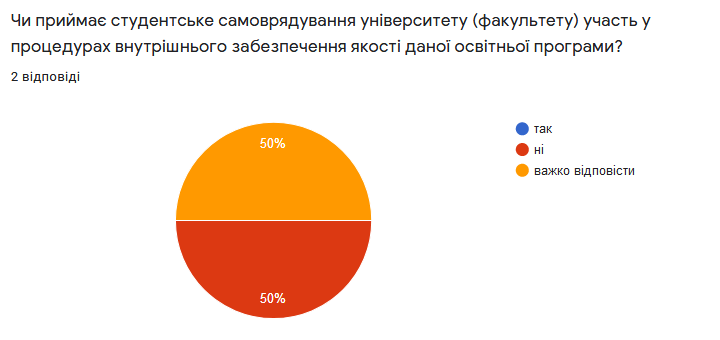 Чи приймає студентське самоврядування університету (факультету) участь у
процедурах внутрішнього забезпечення якості даної освітньої програми?
2 відповіді
50%
50%
так
ні
важко відповісти